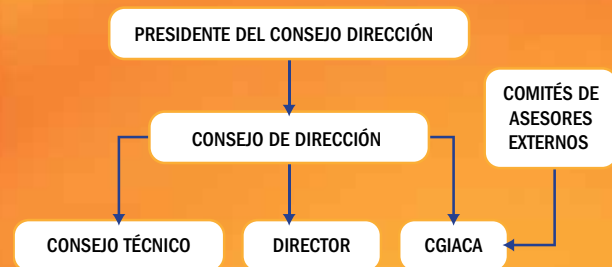 PRESIDENTE DEL CONSEJO DIRECCIÓN
COMITÉS DE
ASESORES
EXTERNOS
CONSEJO DE DIRECCIÓN
CONSEJO TÉCNICO
DIRECTOR
CGIACA